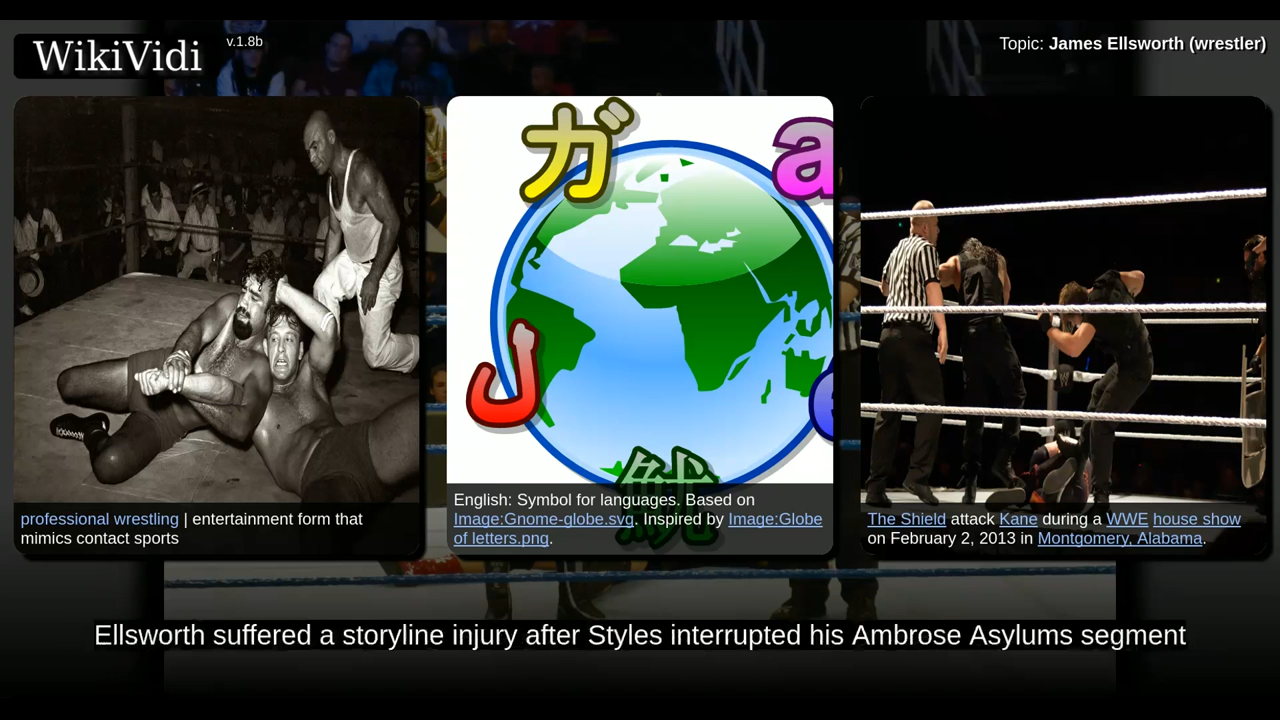 WikiVidi
v.1.8b
Topic: James Ellsworth (wrestler)
ガ
a
ل
鱿
professional wrestling | entertainment form that
mimics contact sports
English: Symbol for languages. Based on
Image:Gnome-globe.svg. Inspired by Image:Globe
of letters.png.
The Shield attack Kane during a WWE house show
on February 2, 2013 in Montgomery, Alabama.
Ellsworth suffered a storyline injury after Styles interrupted his Ambrose Asylums segment